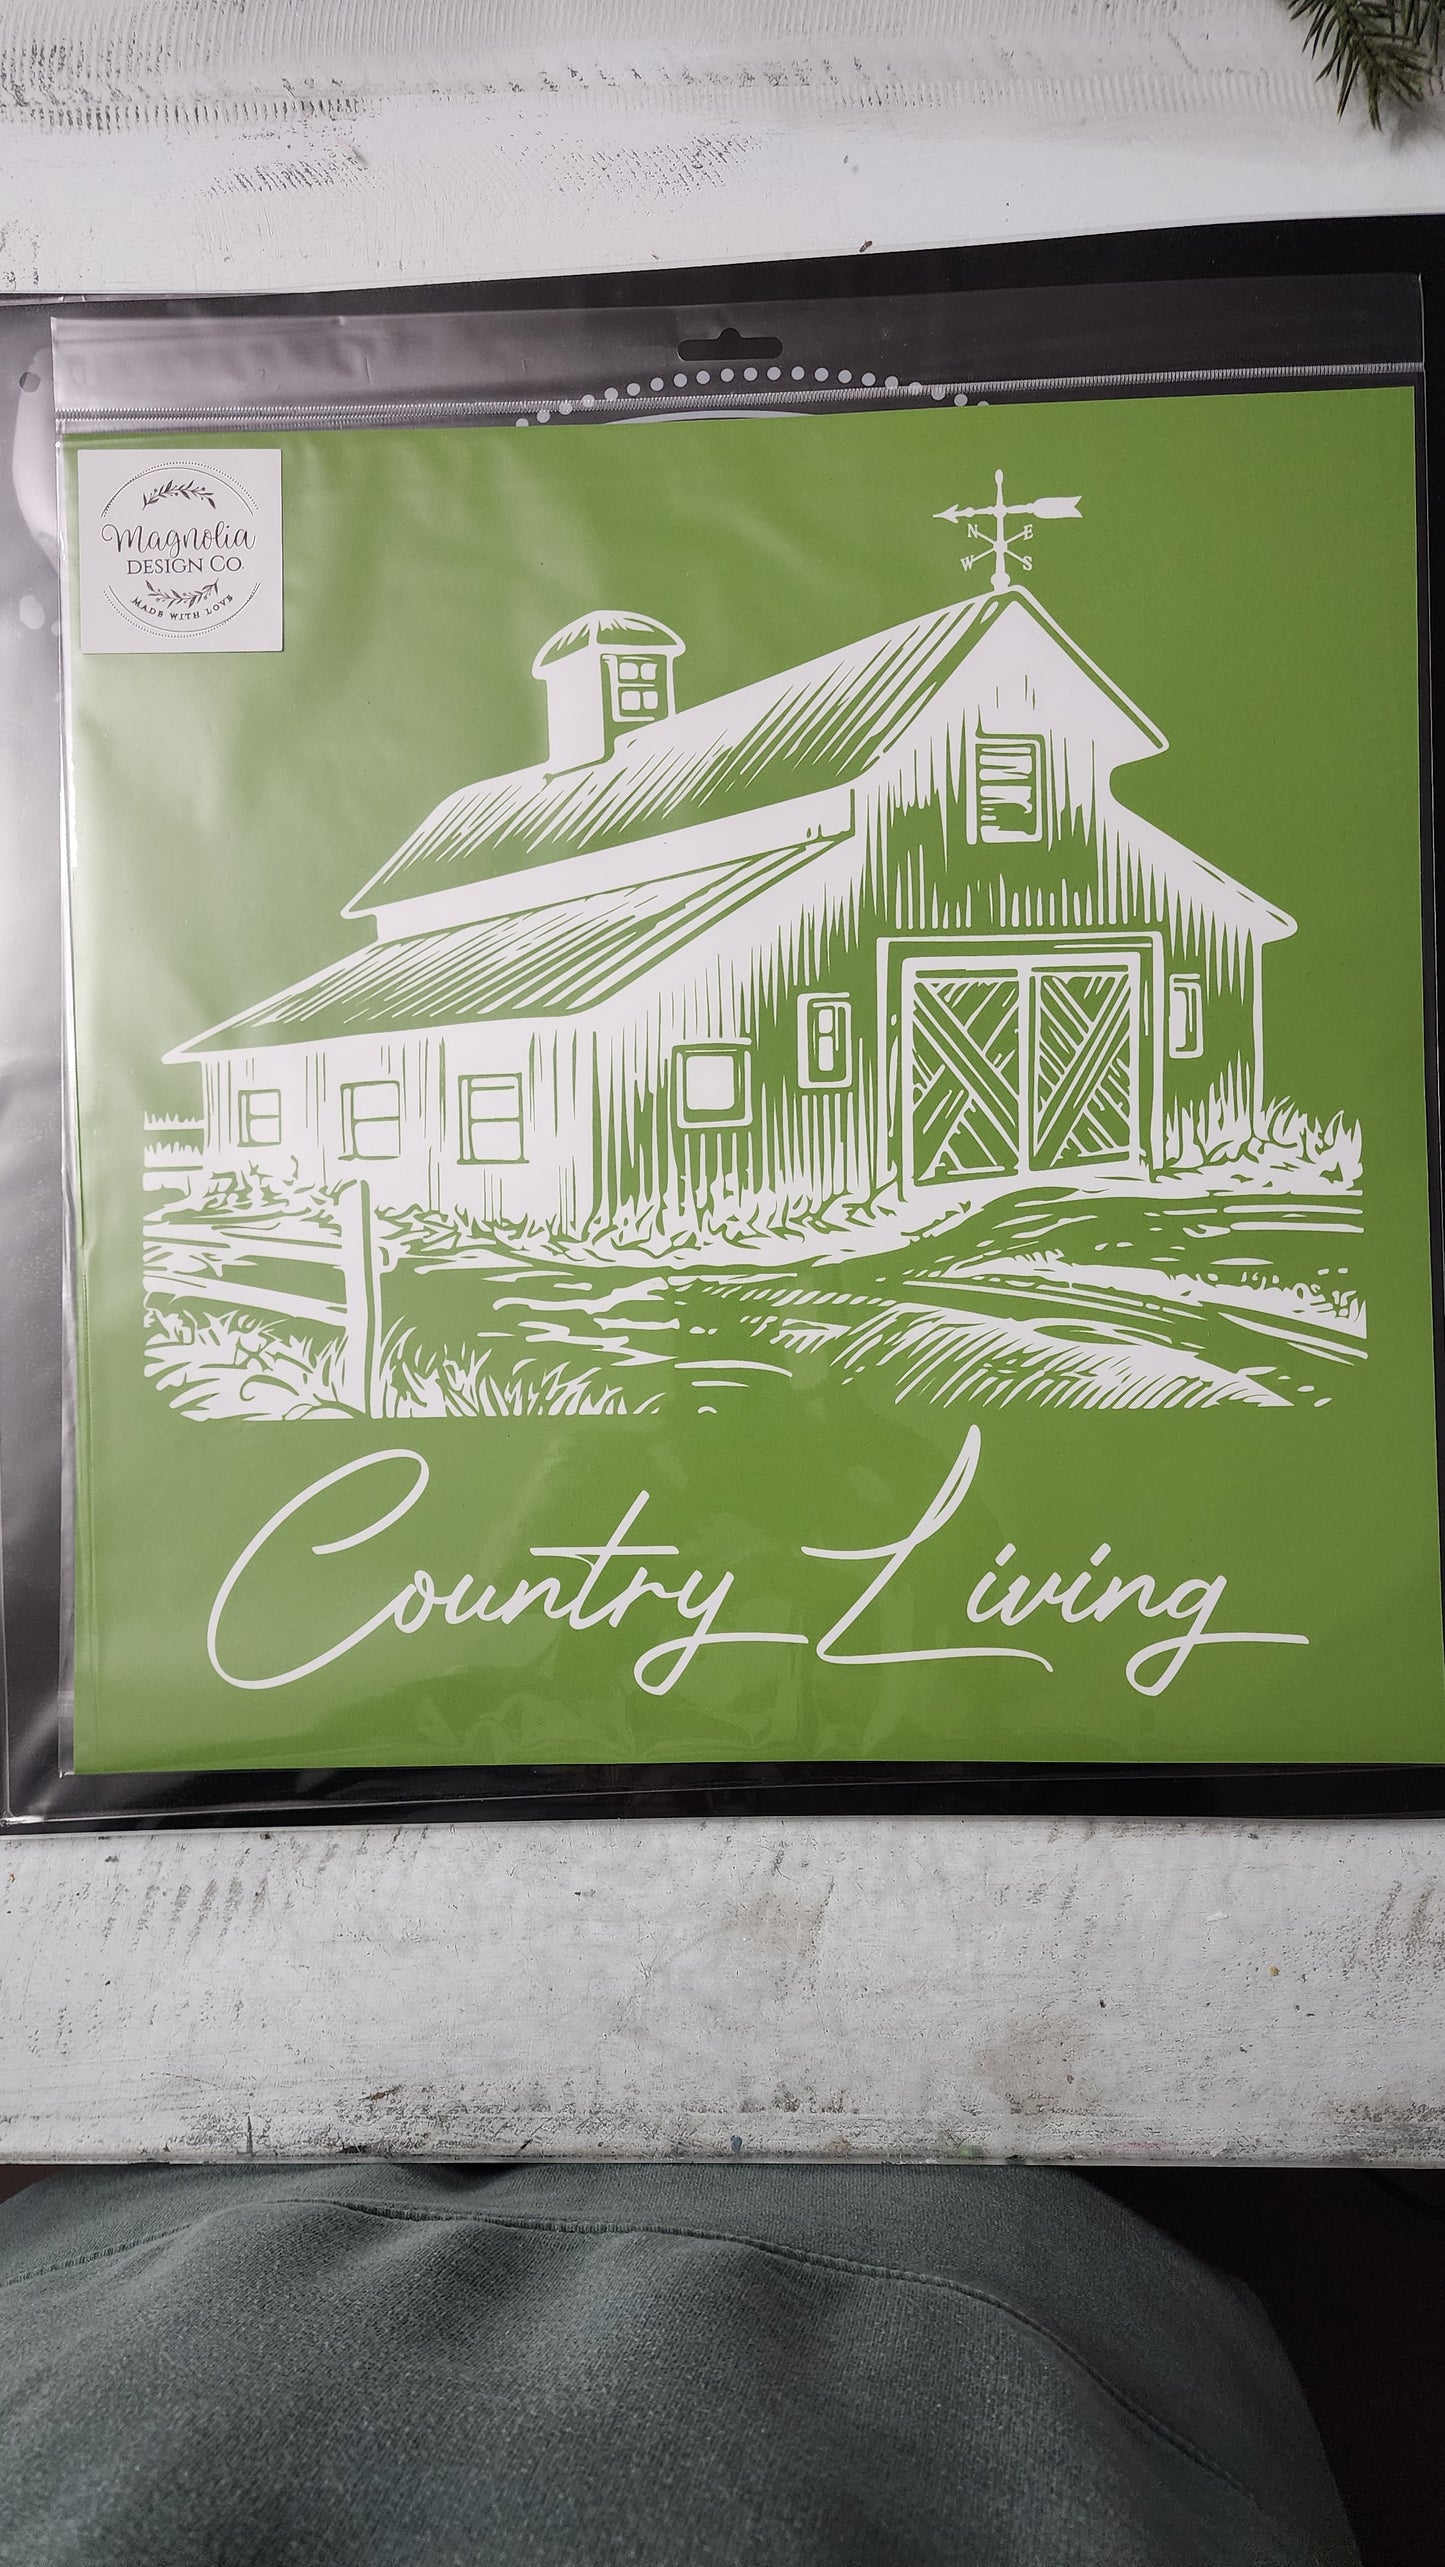 Magnolia
DESIGN CO.
MADE WITH LOVE
N E
W S
Country Living